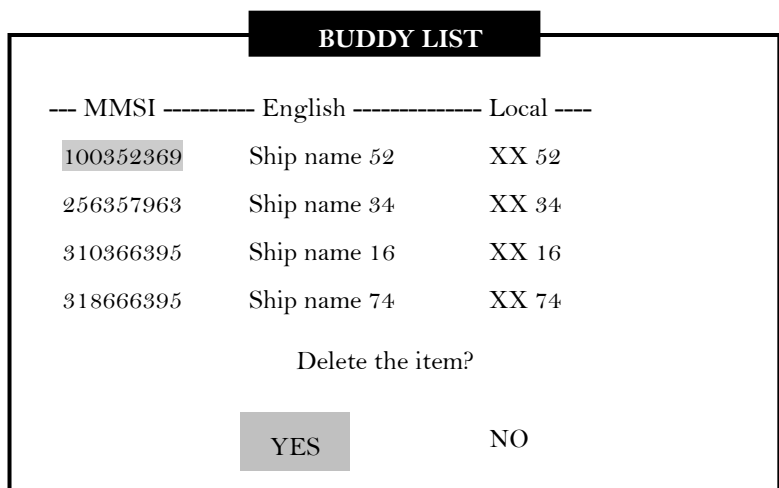 BUDDY LIST
--- MMSI ---------- English -------------- Local ----
100352369 Ship name 52 XX 52
256357963 Ship name 34 XX 34
310366395 Ship name 16 XX 16
318666395 Ship name 74 XX 74
Delete the item?
YES NO